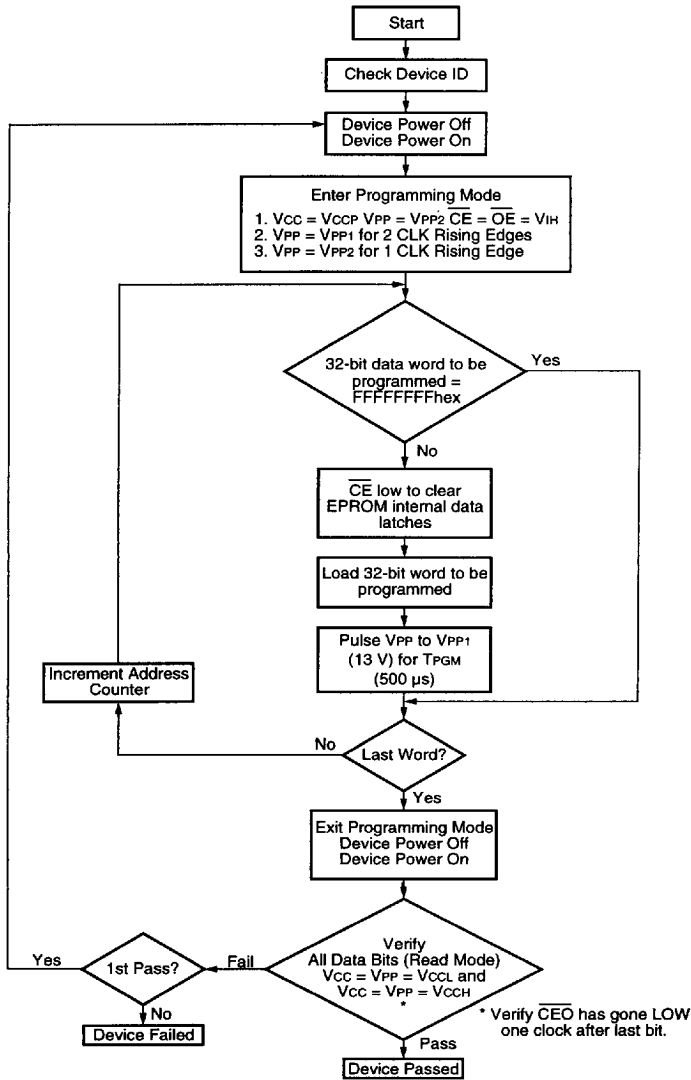 Start
Check Device ID
Device Power Off
Device Power On
Enter Programming Mode
1. VCC = VCCP VPP = VPP2 C̅E̅ = O̅E̅ = VIH
2. VPP = VPP1 for 2 CLK Rising Edges
3. VPP = VPP2 for 1 CLK Rising Edge
32-bit data word to be
programmed =
FFFFFFFFhex
Yes
No
C̅E̅ low to clear
EPROM internal data
latches
Load 32-bit word to be
programmed
Pulse VPP to VPP1
(13 V) for TPGM
(500 µs)
Increment Address
Counter
No
Last Word?
Yes
Exit Programming Mode
Device Power Off
Device Power On
Verify
All Data Bits (Read Mode)
VCC = VPP = VCCL and
VCC = VPP = VCCH
*
Fail
1st Pass?
Yes
No
Device Failed
Pass
Device Passed
* Verify C̅E̅O̅ has gone LOW
one clock after last bit.